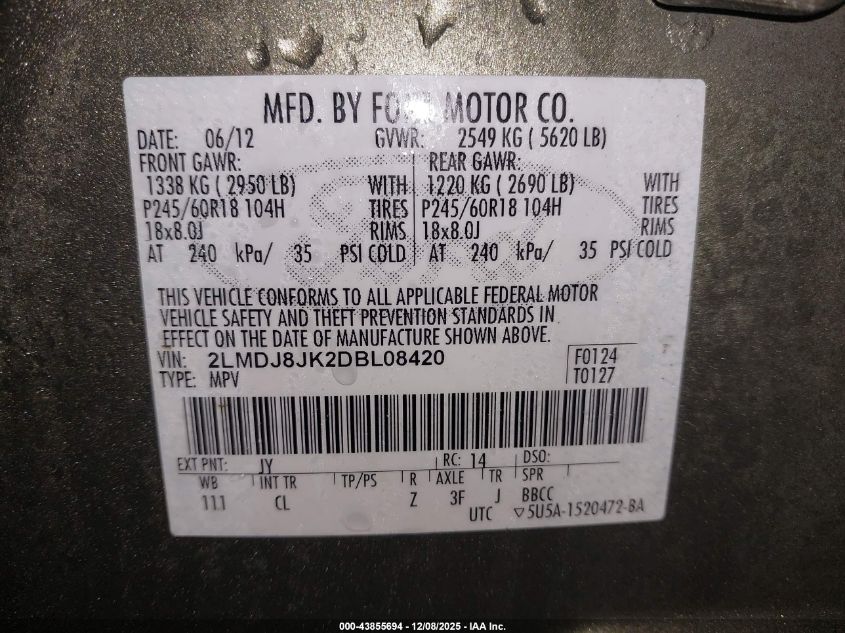 MFD. BY FORD MOTOR CO.
DATE: 06/12 GVWR: 2549 KG ( 5620 LB)
FRONT GAWR: REAR GAWR:
1338 KG ( 2950 LB) WITH 1220 KG ( 2690 LB) WITH
P245/60R18 104H TIRES P245/60R18 104H TIRES
18x8.0J RIMS 18x8.0J RIMS
AT 240 kPa/ 35 PSI COLD AT 240 kPa/ 35 PSI COLD
THIS VEHICLE CONFORMS TO ALL APPLICABLE FEDERAL MOTOR
VEHICLE SAFETY AND THEFT PREVENTION STANDARDS IN
EFFECT ON THE DATE OF MANUFACTURE SHOWN ABOVE.
VIN: 2LMDJ8JK2DBL08420 F0124
TYPE: MPV T0127
EXT PNT: JY RC: 14 DSO:
WB INT TR TP/PS R AXLE TR SPR
111 CL Z 3F J BBCC
UTC ▽5U5A-1520472-BA
000-43855694 - 12/08/2025 - IAA Inc.